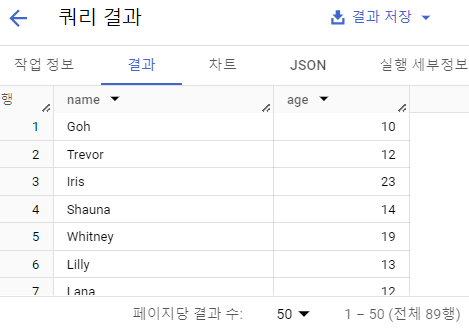 쿼리 결과 결과 저장
작업 정보 결과 차트 JSON 실행 세부정보
행 name age
1 Goh 10
2 Trevor 12
3 Iris 23
4 Shauna 14
5 Whitney 19
6 Lilly 13
7 Lana 12
페이지당 결과 수: 50 1 – 50 (전체 89행)